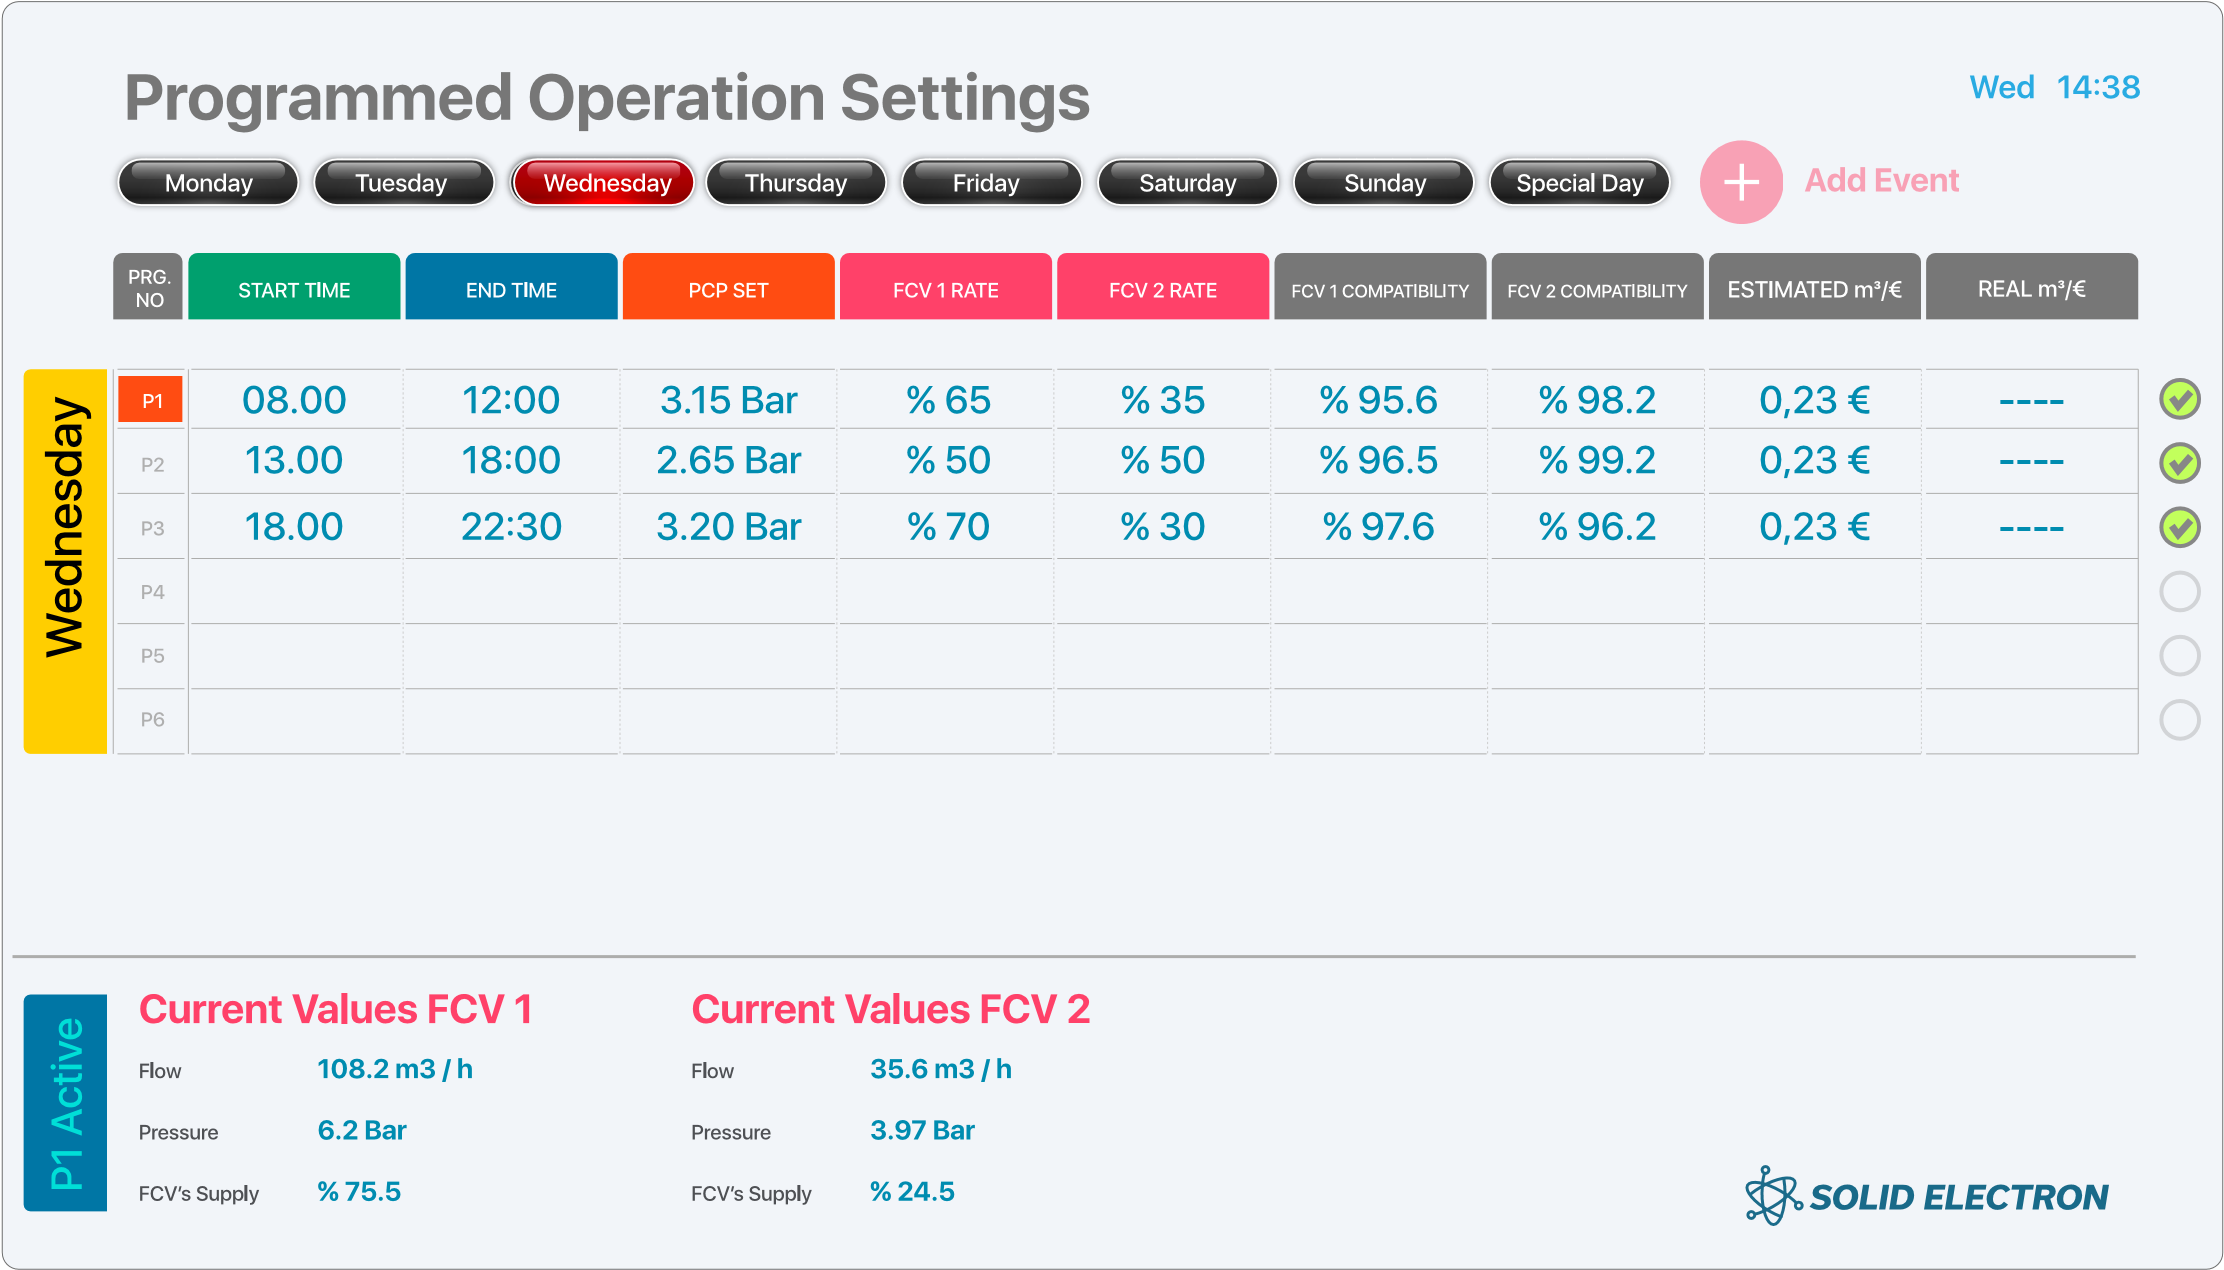 Programmed Operation Settings
Wed 14:38
Monday Tuesday Wednesday Thursday Friday Saturday Sunday Special Day + Add Event
PRG. NO START TIME END TIME PCP SET FCV 1 RATE FCV 2 RATE FCV 1 COMPATIBILITY FCV 2 COMPATIBILITY ESTIMATED m³/€ REAL m³/€
Wednesday
P1 08.00 12:00 3.15 Bar % 65 % 35 % 95.6 % 98.2 0,23 € ----
P2 13.00 18:00 2.65 Bar % 50 % 50 % 96.5 % 99.2 0,23 € ----
P3 18.00 22:30 3.20 Bar % 70 % 30 % 97.6 % 96.2 0,23 € ----
P4
P5
P6
P1 Active
Current Values FCV 1
Flow 108.2 m3 / h
Pressure 6.2 Bar
FCV’s Supply % 75.5
Current Values FCV 2
Flow 35.6 m3 / h
Pressure 3.97 Bar
FCV’s Supply % 24.5
SOLID ELECTRON